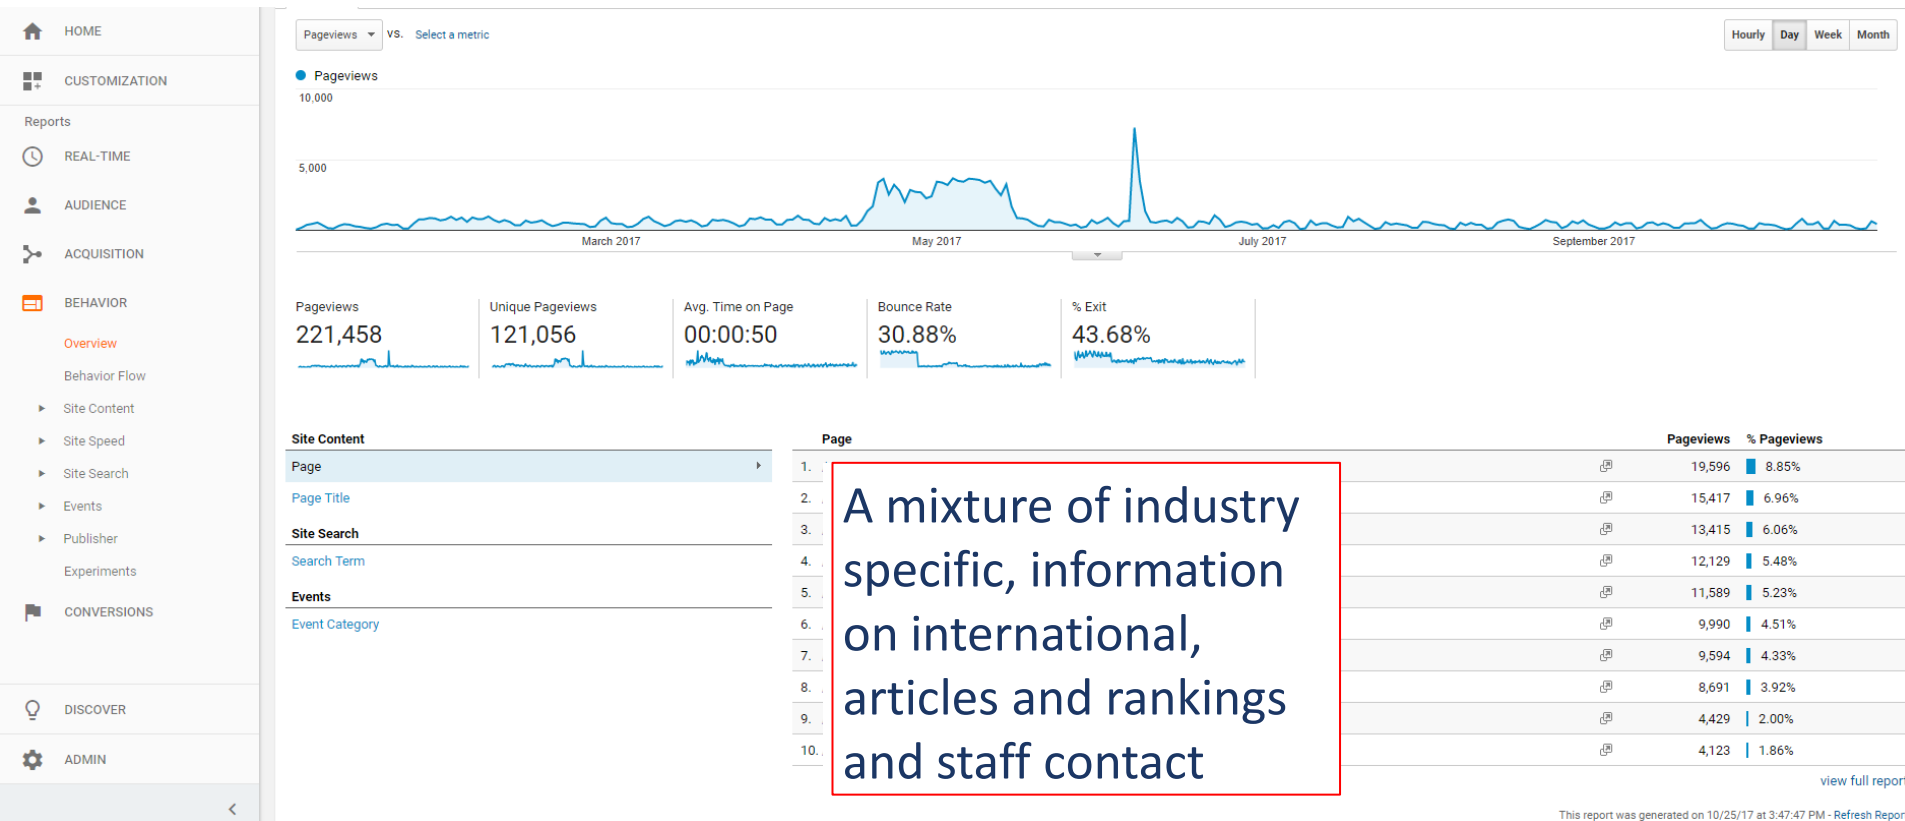 HOME
CUSTOMIZATION
Reports
REAL-TIME
AUDIENCE
ACQUISITION
BEHAVIOR
Overview
Behavior Flow
Site Content
Site Speed
Site Search
Events
Publisher
Experiments
CONVERSIONS
DISCOVER
ADMIN
Pageviews VS. Select a metric
Hourly Day Week Month
Pageviews
10,000
5,000
March 2017 May 2017 July 2017 September 2017
Pageviews Unique Pageviews Avg. Time on Page Bounce Rate % Exit
221,458 121,056 00:00:50 30.88% 43.68%
Site Content
Page
Page Title
Site Search
Search Term
Events
Event Category
Page Pageviews % Pageviews
1. 19,596 8.85%
2. 15,417 6.96%
3. 13,415 6.06%
4. 12,129 5.48%
5. 11,589 5.23%
6. 9,990 4.51%
7. 9,594 4.33%
8. 8,691 3.92%
9. 4,429 2.00%
10. 4,123 1.86%
A mixture of industry
specific, information
on international,
articles and rankings
and staff contact
view full report
This report was generated on 10/25/17 at 3:47:47 PM - Refresh Repor